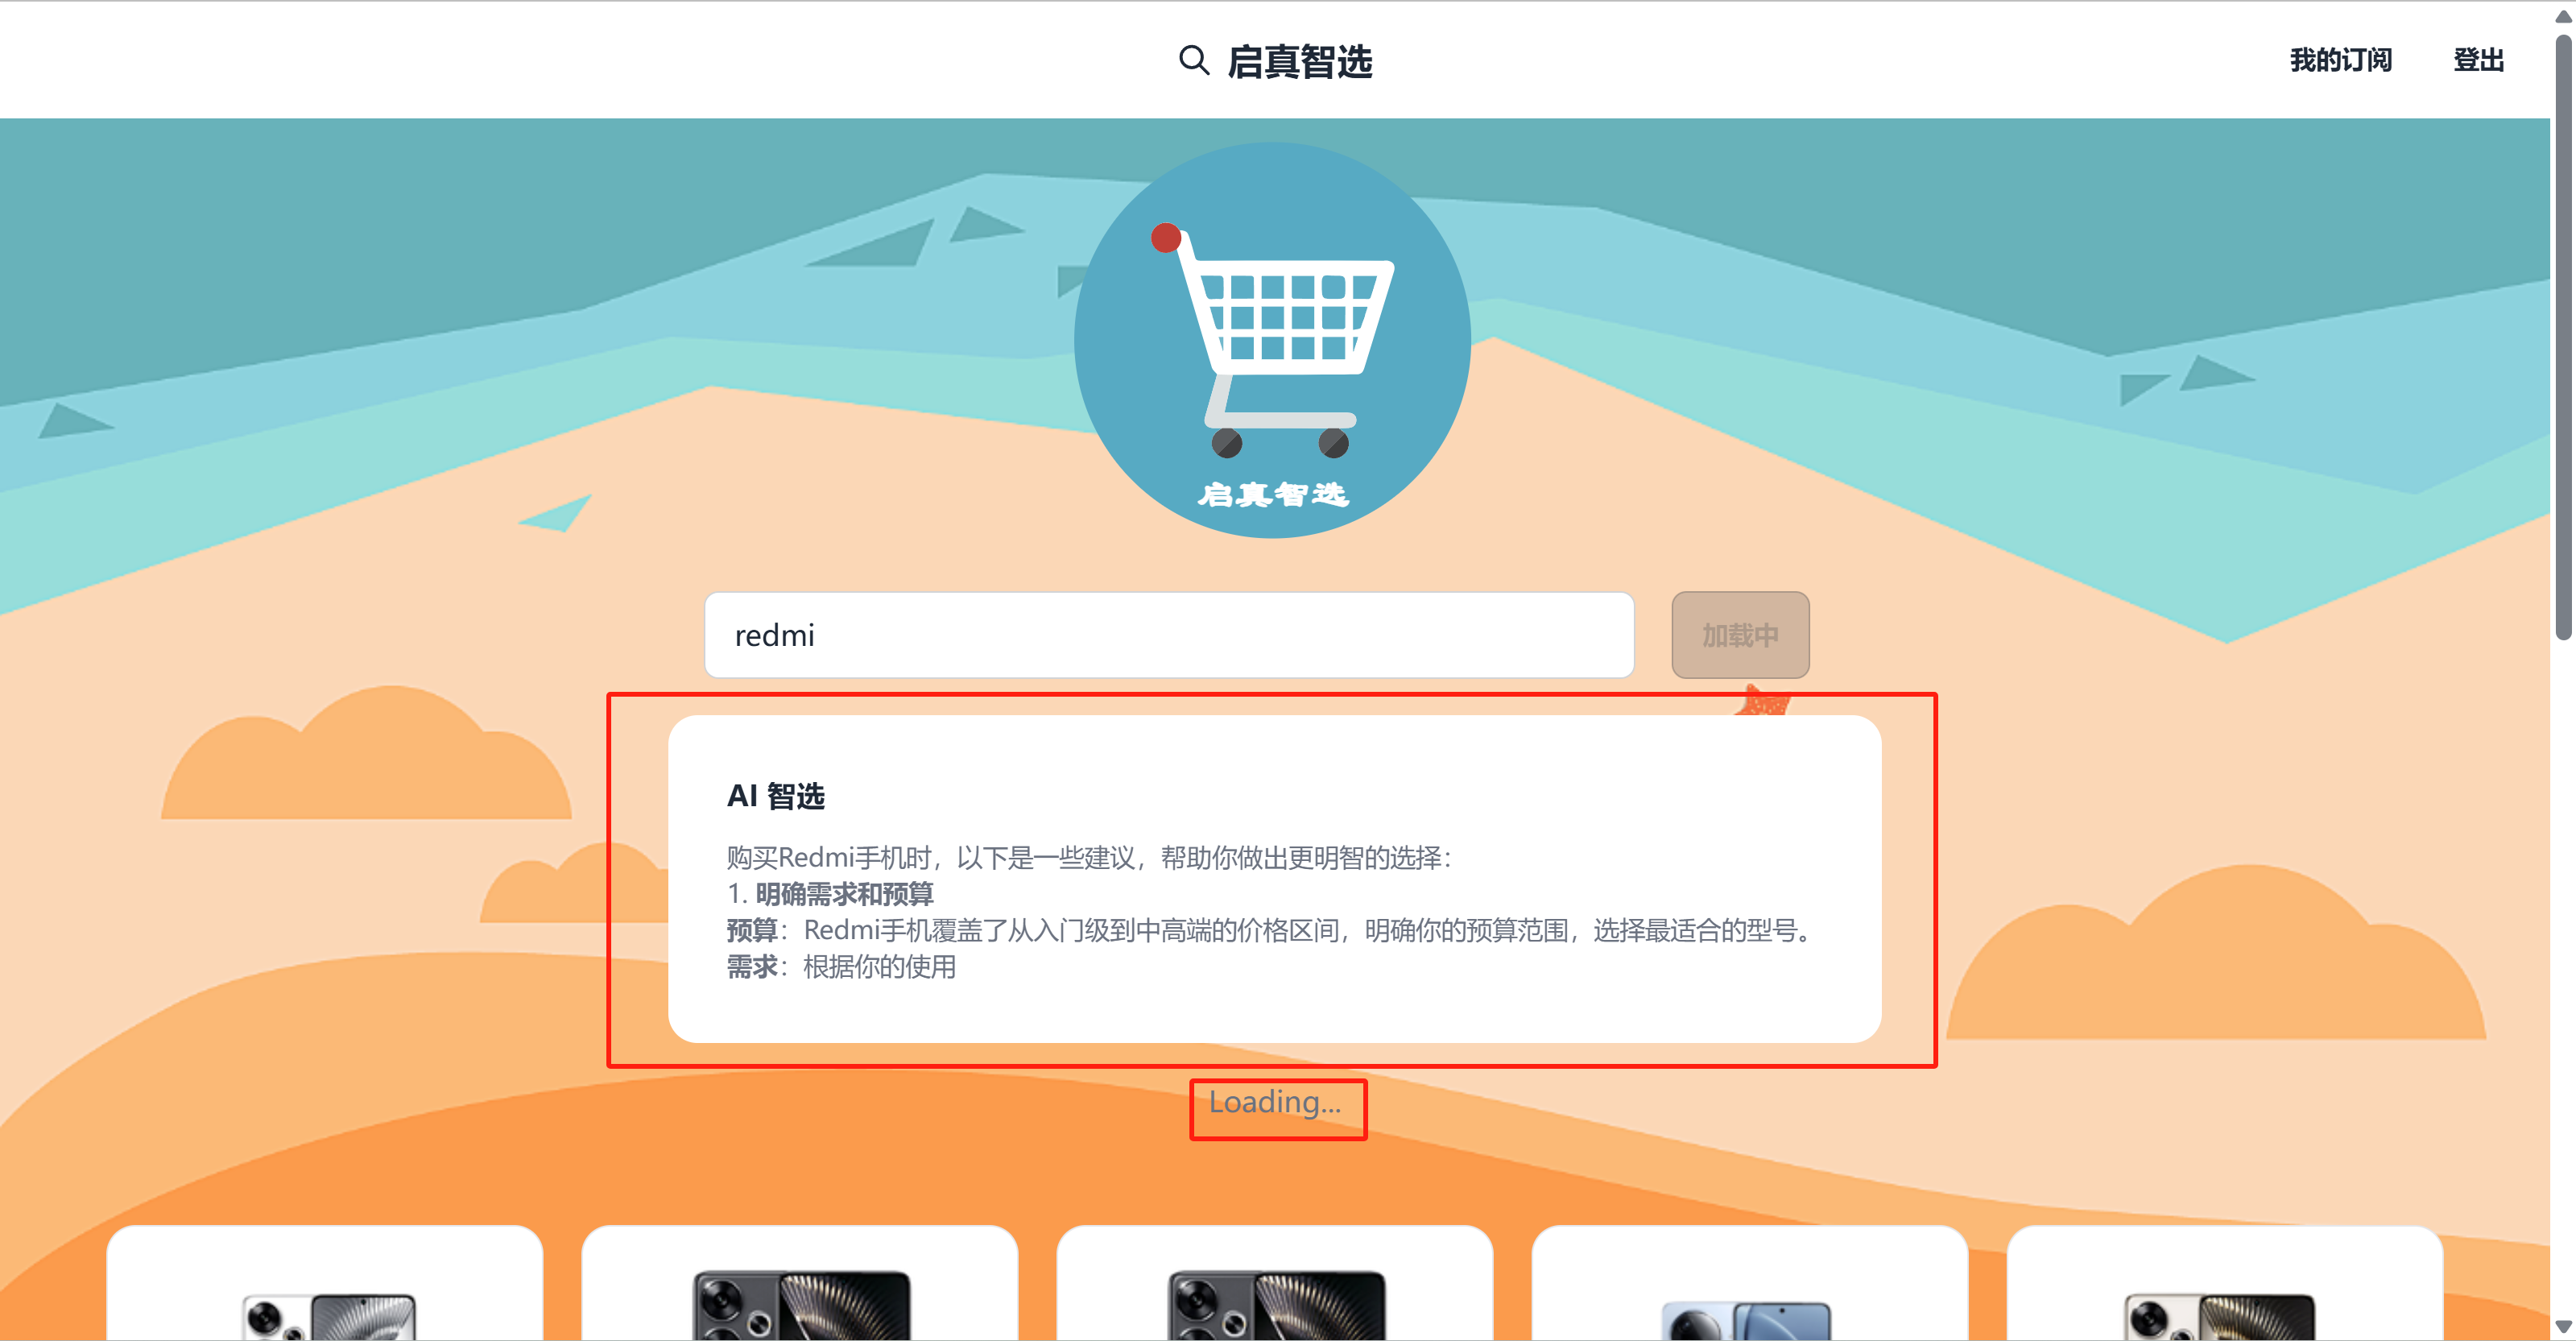 启真智选
我的订阅
登出
启真智选
redmi
加载中
AI 智选
购买Redmi手机时，以下是一些建议，帮助你做出更明智的选择：
1. 明确需求和预算
预算：Redmi手机覆盖了从入门级到中高端的价格区间，明确你的预算范围，选择最适合的型号。
需求：根据你的使用
Loading...